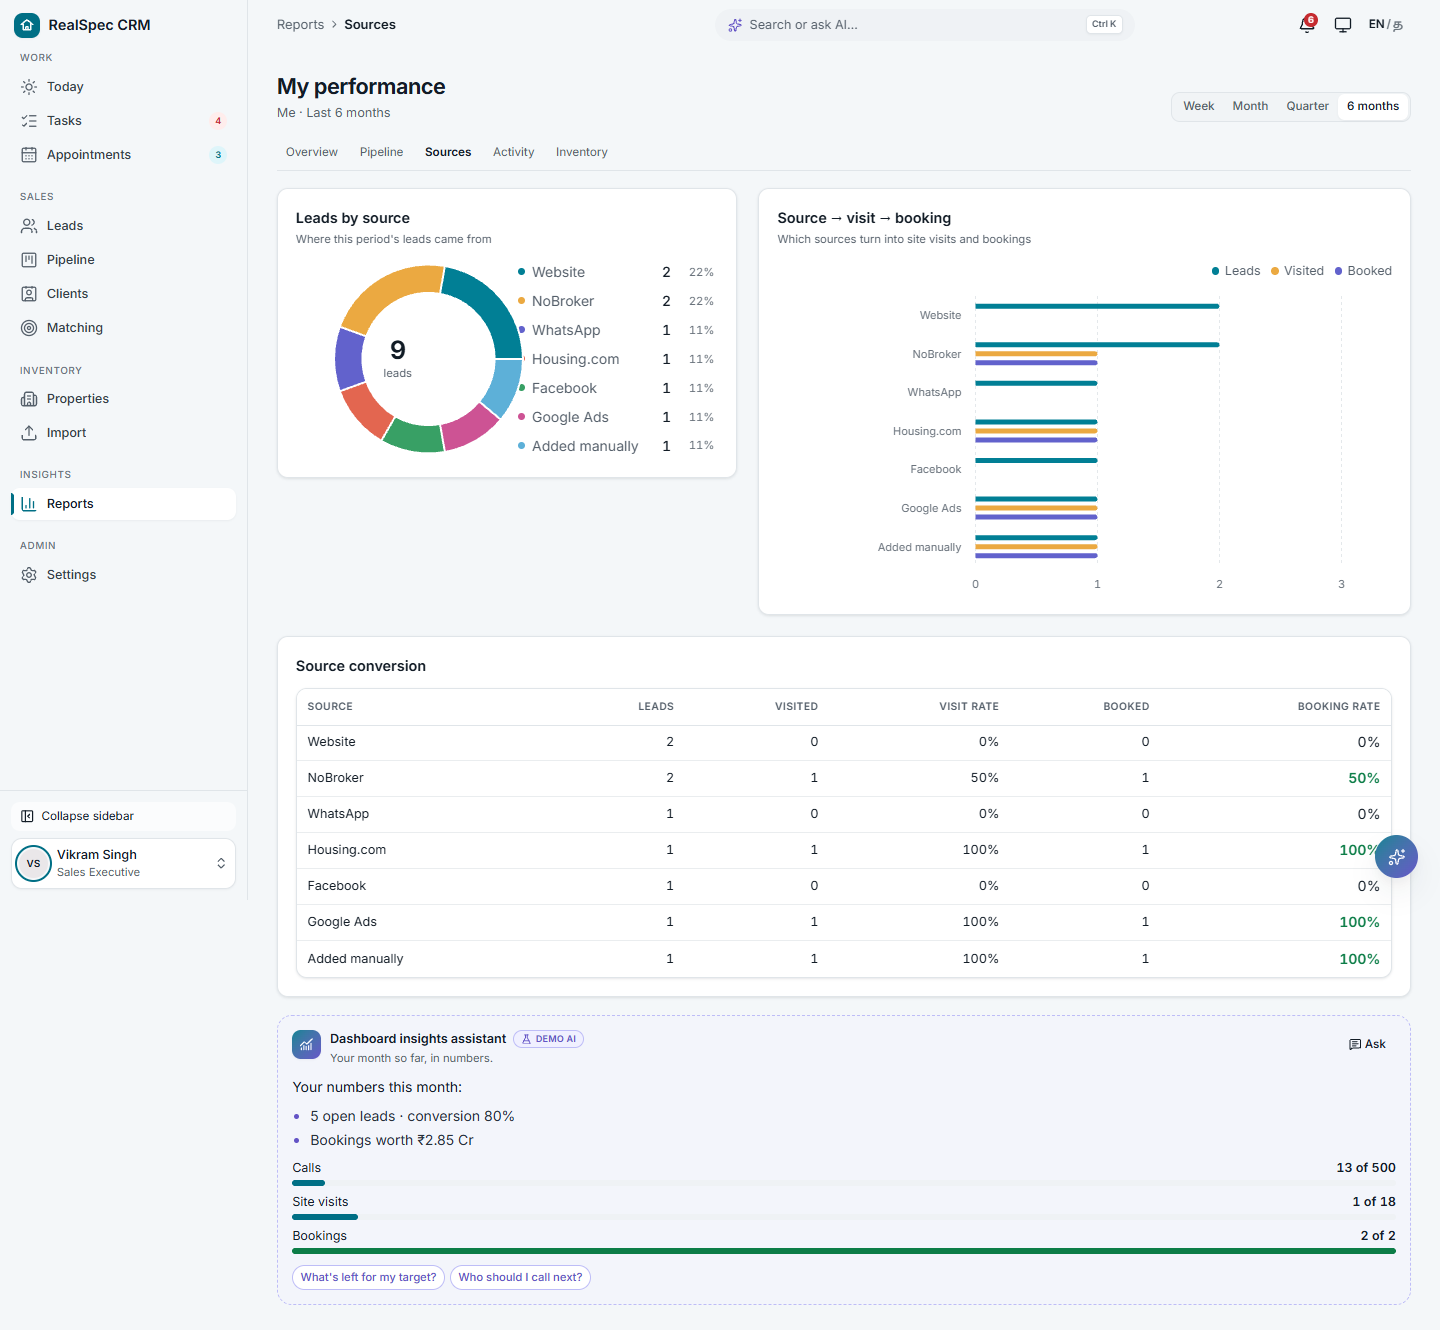 RealSpec CRM
WORK
Today
Tasks 4
Appointments 3
SALES
Leads
Pipeline
Clients
Matching
INVENTORY
Properties
Import
INSIGHTS
Reports
ADMIN
Settings
Collapse sidebar
VS
Vikram Singh
Sales Executive
Reports > Sources
Search or ask AI... Ctrl K
6
EN / த
My performance
Me · Last 6 months
Week Month Quarter 6 months
Overview Pipeline Sources Activity Inventory
Leads by source
Where this period's leads came from
9
leads
Website 2 22%
NoBroker 2 22%
WhatsApp 1 11%
Housing.com 1 11%
Facebook 1 11%
Google Ads 1 11%
Added manually 1 11%
Source → visit → booking
Which sources turn into site visits and bookings
Leads Visited Booked
Website
NoBroker
WhatsApp
Housing.com
Facebook
Google Ads
Added manually
0 1 2 3
Source conversion
SOURCE LEADS VISITED VISIT RATE BOOKED BOOKING RATE
Website 2 0 0% 0 0%
NoBroker 2 1 50% 1 50%
WhatsApp 1 0 0% 0 0%
Housing.com 1 1 100% 1 100%
Facebook 1 0 0% 0 0%
Google Ads 1 1 100% 1 100%
Added manually 1 1 100% 1 100%
Dashboard insights assistant DEMO AI
Your month so far, in numbers.
Ask
Your numbers this month:
• 5 open leads · conversion 80%
• Bookings worth ₹2.85 Cr
Calls 13 of 500
Site visits 1 of 18
Bookings 2 of 2
What's left for my target? Who should I call next?